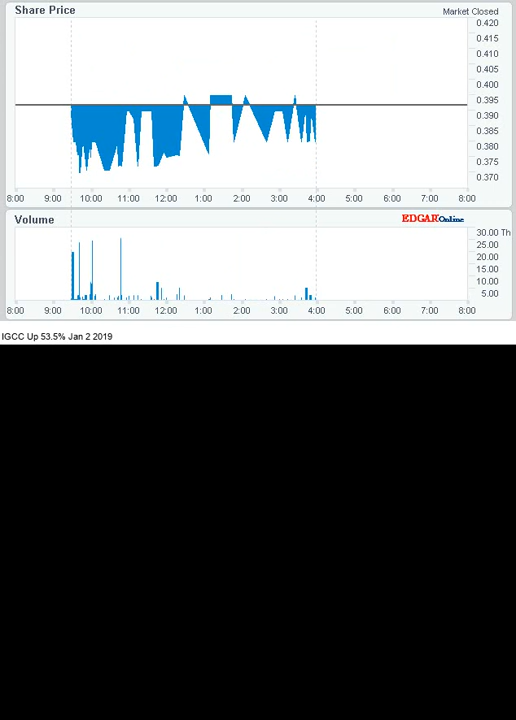 Share Price
Market Closed
0.420
0.415
0.410
0.405
0.400
0.395
0.390
0.385
0.380
0.375
0.370
8:00 9:00 10:00 11:00 12:00 1:00 2:00 3:00 4:00 5:00 6:00 7:00 8:00
Volume
EDGAR Online
30.00 Th
25.00
20.00
15.00
10.00
5.00
8:00 9:00 10:00 11:00 12:00 1:00 2:00 3:00 4:00 5:00 6:00 7:00 8:00
IGCC Up 53.5% Jan 2 2019